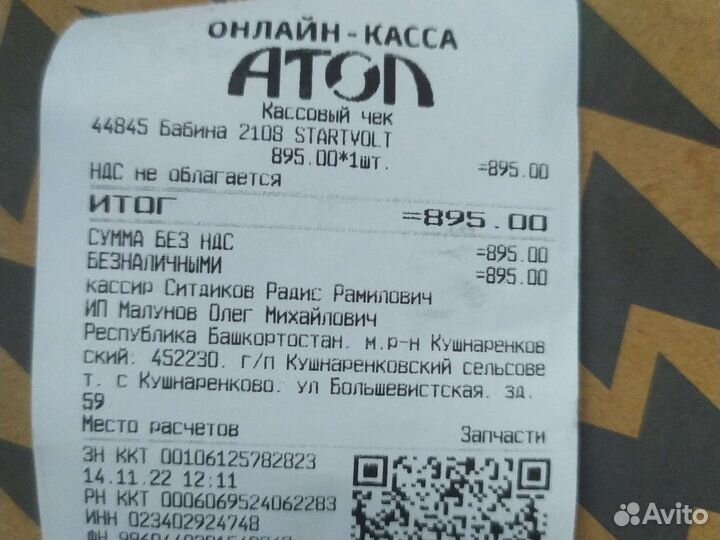 ОНЛАЙН-КАССА
АТОЛ
Кассовый чек
44845 Бабина 2108 STARTVOLT
895.00*1шт. =895.00
НДС не облагается
ИТОГ =895.00
СУММА БЕЗ НДС =895.00
БЕЗНАЛИЧНЫМИ =895.00
кассир Ситдиков Радис Рамилович
ИП Малунов Олег Михайлович
Республика Башкортостан, м.р-н Кушнаренков
ский, 452230, г/п Кушнаренковский сельсове
т, с Кушнаренково, ул Большевистская, зд.
59
Место расчетов Запчасти
ЗН ККТ 00106125782823
14.11.22 12:11
РН ККТ 0006069524062283
ИНН 023402924748
Avito